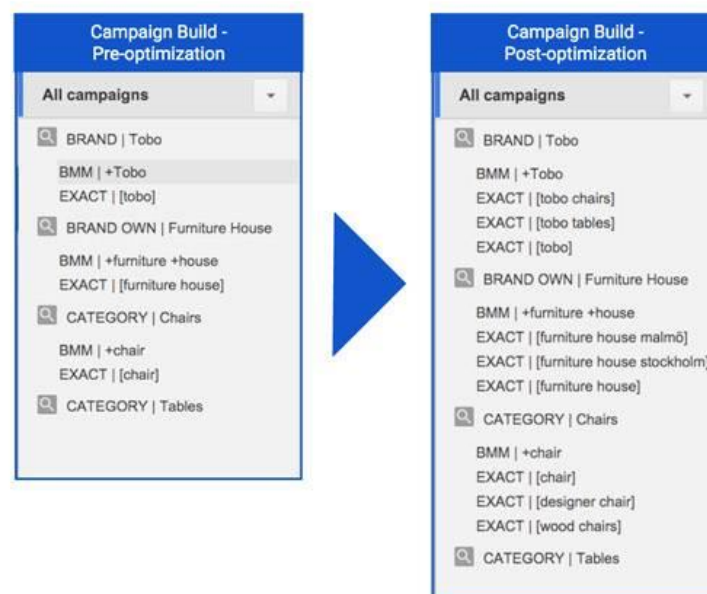 Campaign Build -
Pre-optimization
All campaigns
BRAND | Tobo
BMM | +Tobo
EXACT | [tobo]
BRAND OWN | Furniture House
BMM | +furniture +house
EXACT | [furniture house]
CATEGORY | Chairs
BMM | +chair
EXACT | [chair]
CATEGORY | Tables
Campaign Build -
Post-optimization
All campaigns
BRAND | Tobo
BMM | +Tobo
EXACT | [tobo chairs]
EXACT | [tobo tables]
EXACT | [tobo]
BRAND OWN | Furniture House
BMM | +furniture +house
EXACT | [furniture house malmö]
EXACT | [furniture house stockholm]
EXACT | [furniture house]
CATEGORY | Chairs
BMM | +chair
EXACT | [chair]
EXACT | [designer chair]
EXACT | [wood chairs]
CATEGORY | Tables